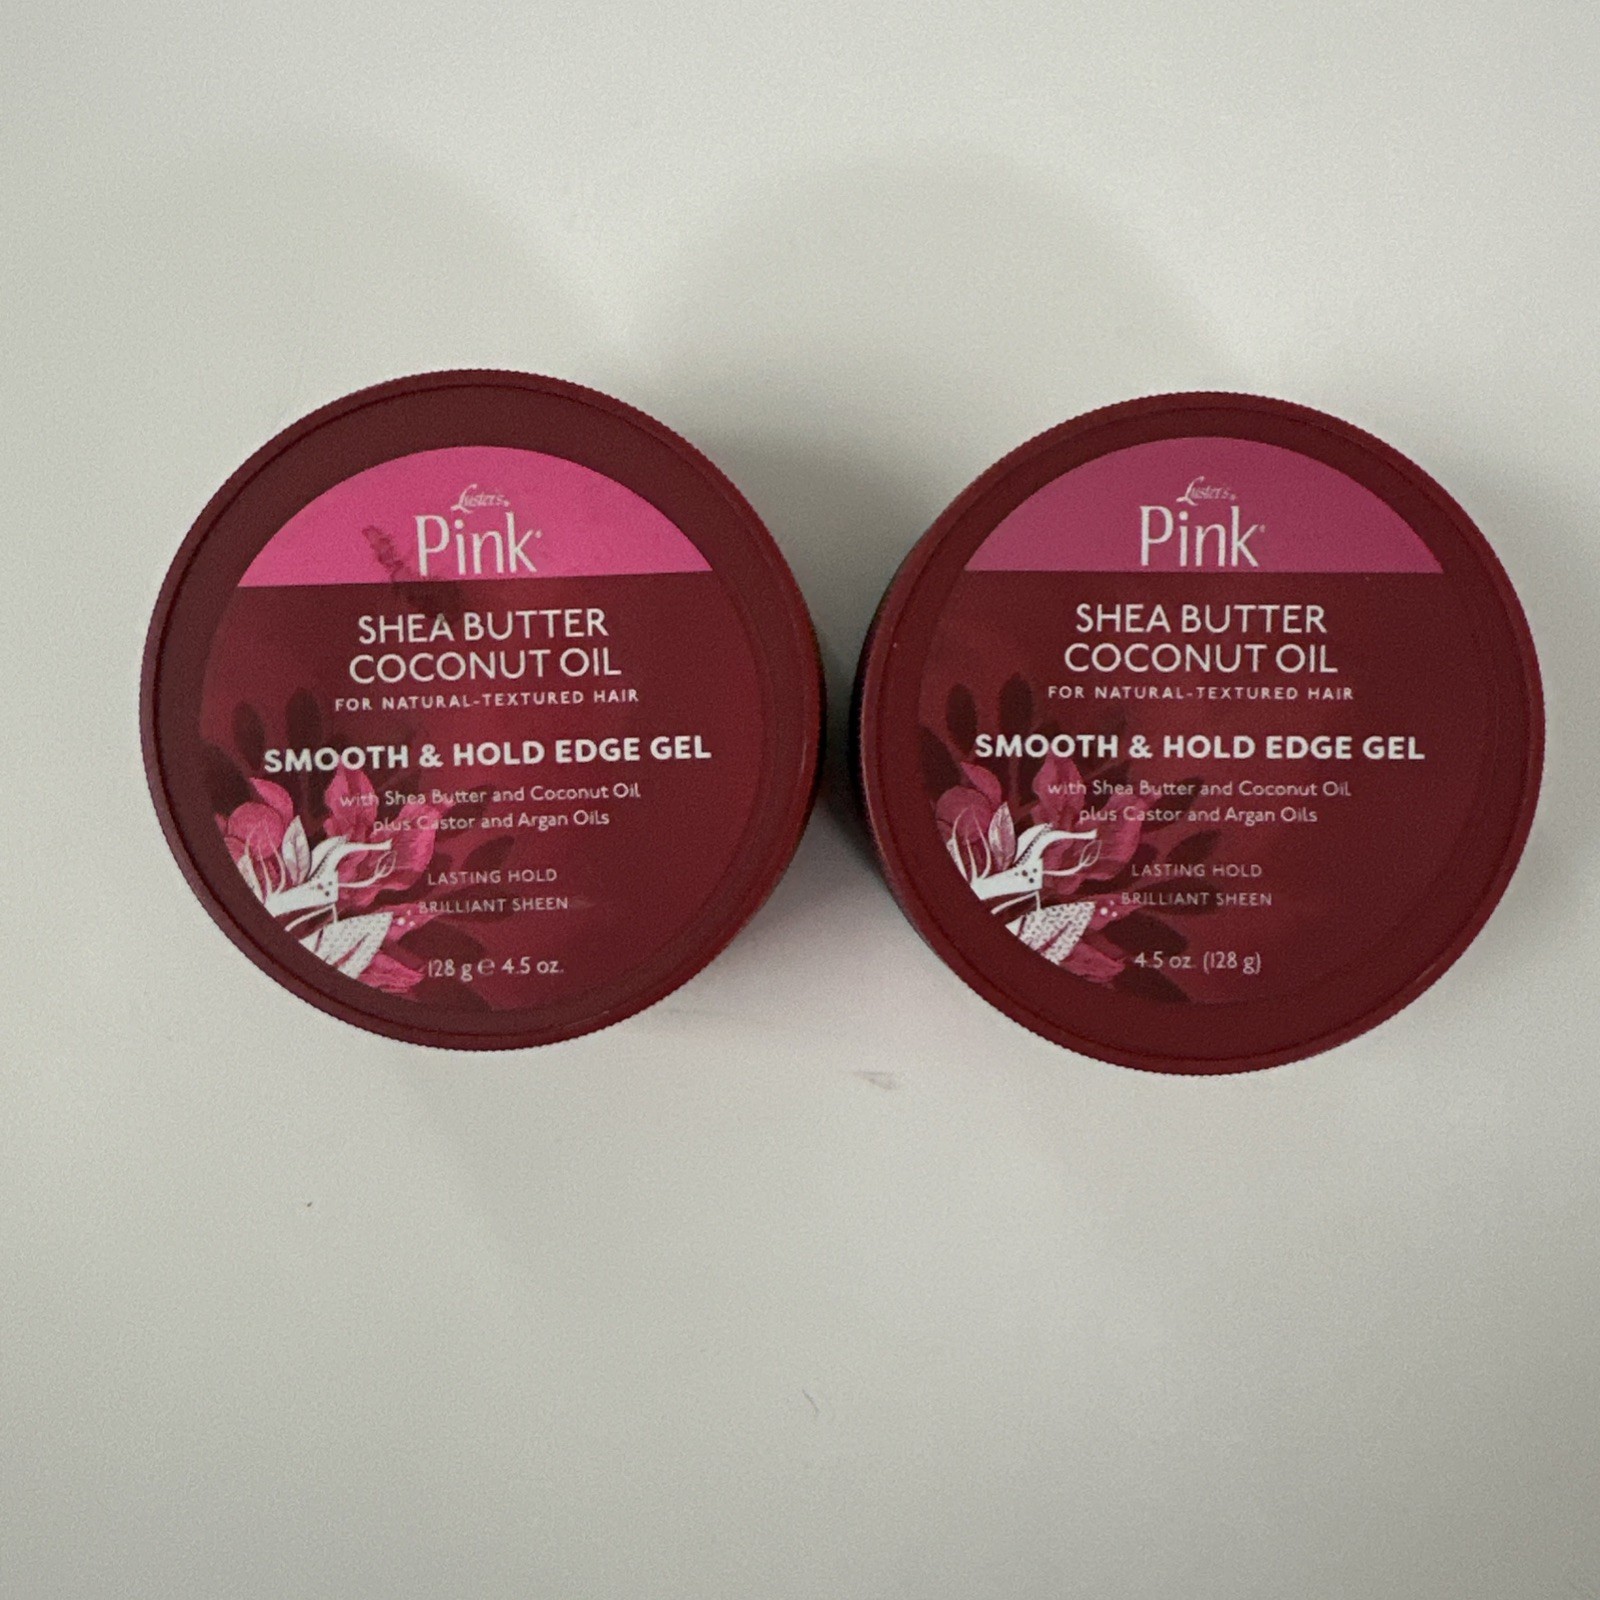 Luster's®
Pink®
SHEA BUTTER
COCONUT OIL
FOR NATURAL-TEXTURED HAIR
SMOOTH & HOLD EDGE GEL
with Shea Butter and Coconut Oil
plus Castor and Argan Oils
LASTING HOLD
BRILLIANT SHEEN
128 g ℮ 4.5 oz.
Luster's®
Pink®
SHEA BUTTER
COCONUT OIL
FOR NATURAL-TEXTURED HAIR
SMOOTH & HOLD EDGE GEL
with Shea Butter and Coconut Oil
plus Castor and Argan Oils
LASTING HOLD
BRILLIANT SHEEN
4.5 oz. (128 g)